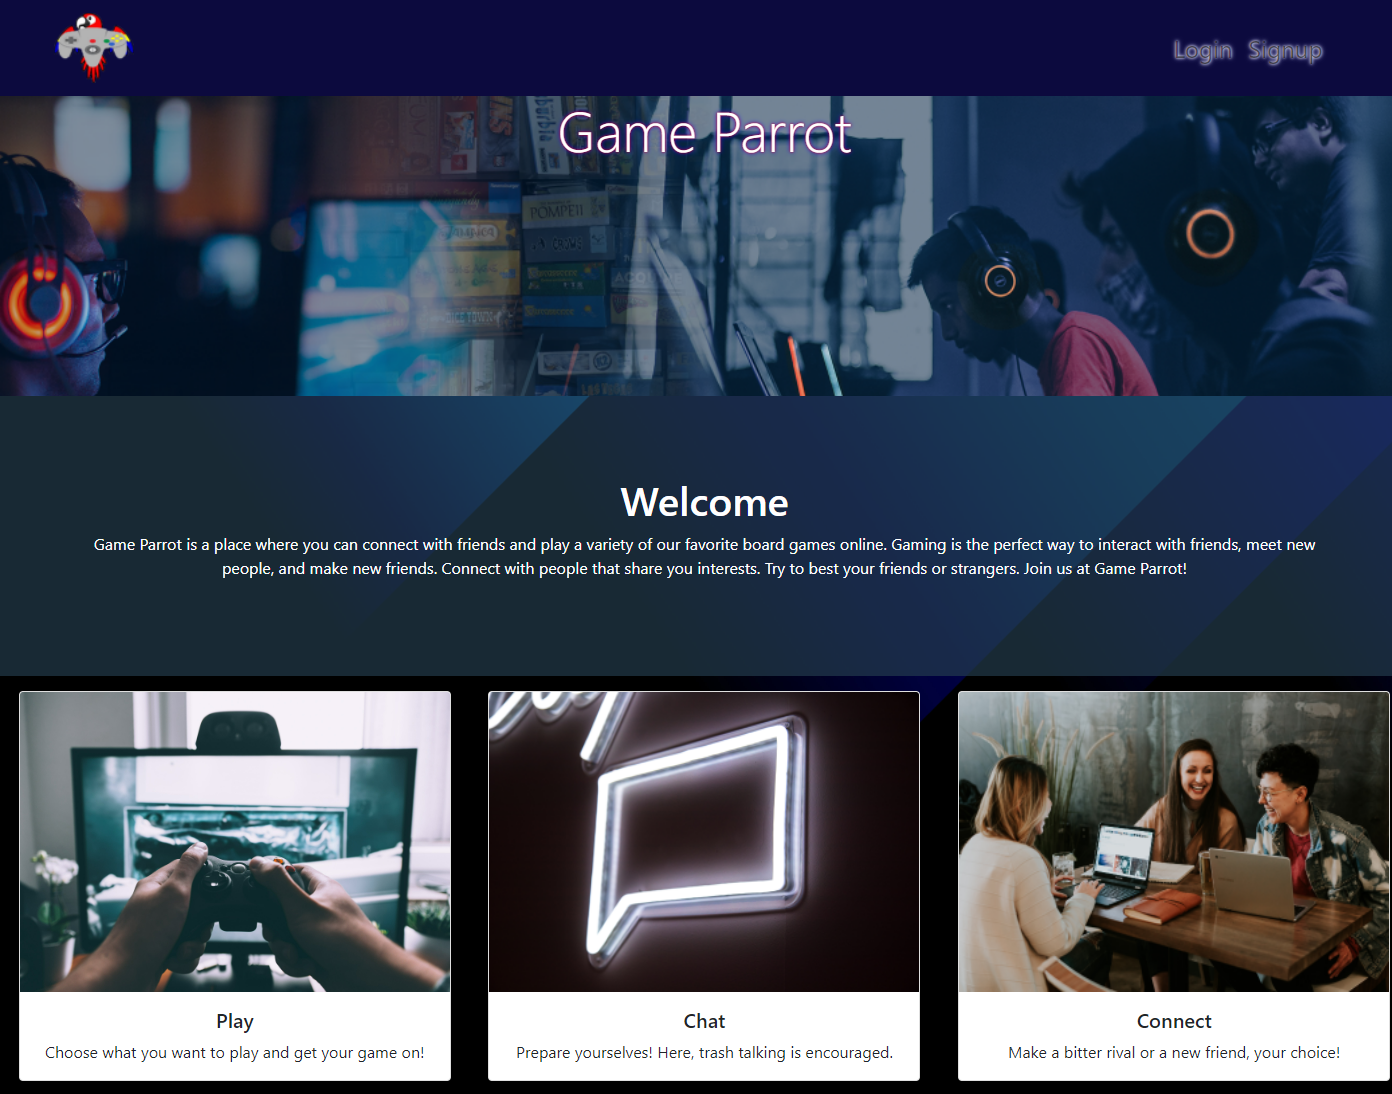 Login Signup
Game Parrot
POMPEII
Welcome
Game Parrot is a place where you can connect with friends and play a variety of our favorite board games online. Gaming is the perfect way to interact with friends, meet new
people, and make new friends. Connect with people that share you interests. Try to best your friends or strangers. Join us at Game Parrot!
Play
Choose what you want to play and get your game on!
Chat
Prepare yourselves! Here, trash talking is encouraged.
Connect
Make a bitter rival or a new friend, your choice!